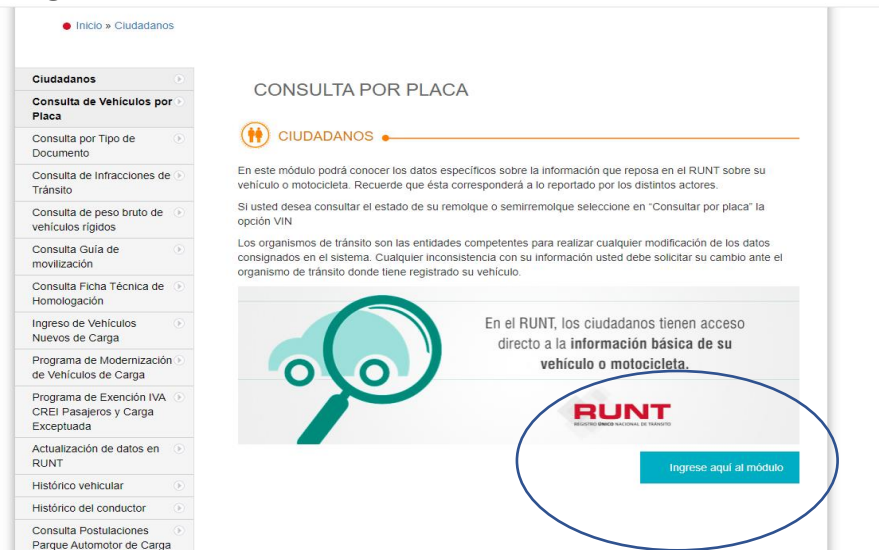 Inicio » Ciudadanos
Ciudadanos
Consulta de Vehículos por
Placa
Consulta por Tipo de
Documento
Consulta de Infracciones de
Tránsito
Consulta de peso bruto de
vehículos rígidos
Consulta Guía de
movilización
Consulta Ficha Técnica de
Homologación
Ingreso de Vehículos
Nuevos de Carga
Programa de Modernización
de Vehículos de Carga
Programa de Exención IVA
CREI Pasajeros y Carga
Exceptuada
Actualización de datos en
RUNT
Histórico vehicular
Histórico del conductor
Consulta Postulaciones
Parque Automotor de Carga
CONSULTA POR PLACA
CIUDADANOS
En este módulo podrá conocer los datos específicos sobre la información que reposa en el RUNT sobre su
vehículo o motocicleta. Recuerde que ésta corresponderá a lo reportado por los distintos actores.
Si usted desea consultar el estado de su remolque o semirremolque seleccione en "Consultar por placa" la
opción VIN
Los organismos de tránsito son las entidades competentes para realizar cualquier modificación de los datos
consignados en el sistema. Cualquier inconsistencia con su información usted debe solicitar su cambio ante el
organismo de tránsito donde tiene registrado su vehículo.
En el RUNT, los ciudadanos tienen acceso
directo a la información básica de su
vehículo o motocicleta.
RUNT
REGISTRO ÚNICO NACIONAL DE TRÁNSITO
Ingrese aquí al módulo